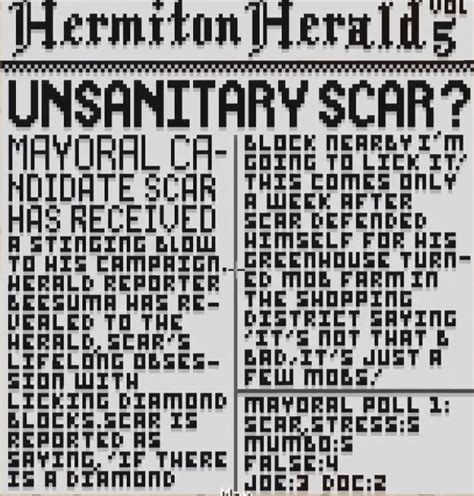 Hermiton Herald VOL 5
UNSANITARY SCAR?
MAYORAL CA-
NDIDATE SCAR
HAS RECEIVED
A STINGING BLOW
TO HIS CAMPAIGN.
HERALD REPORTER
BEESUMA HAS RE-
VEALED TO THE
HERALD, SCAR'S
LIFELONG OBSES-
SION WITH
LICKING DIAMOND
BLOCKS.SCAR IS
REPORTED AS
SAYING,'IF THERE
IS A DIAMOND
BLOCK NEARBY I'M
GOING TO LICK IT'
THIS COMES ONLY
A WEEK AFTER
SCAR DEFENDED
HIMSELF FOR HIS
GREENHOUSE TURN-
ED MOB FARM IN
THE SHOPPING
DISTRICT SAYING
'IT'S NOT THAT B
BAD,IT'S JUST A
FEW MOBS!'
MAYORAL POLL 1:
SCAR,STRESS:5
MUMBO:5
FALSE:4
JOE:3 DOC:2